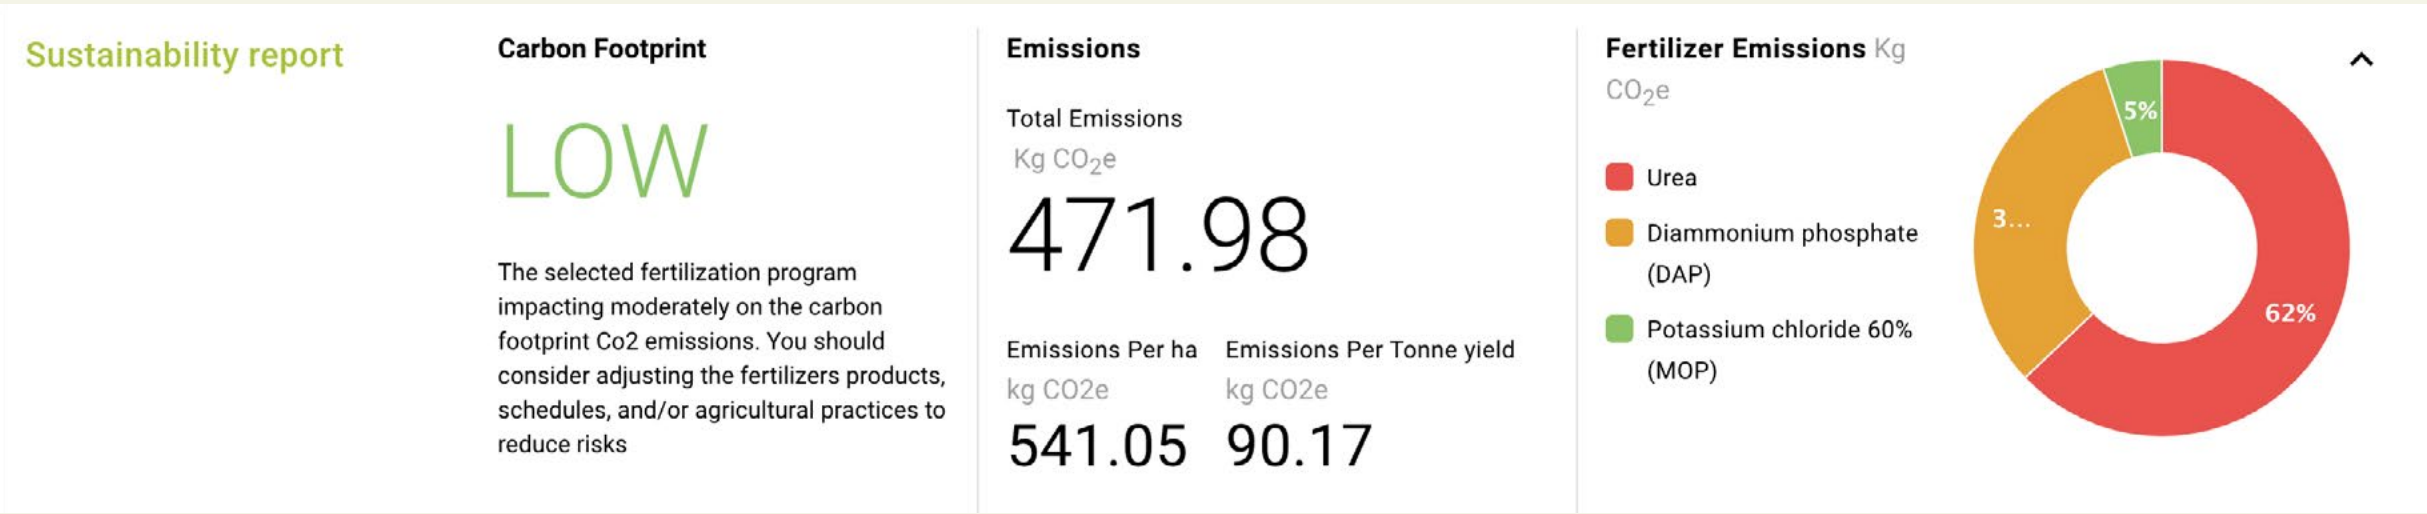 Sustainability report
Carbon Footprint
LOW
The selected fertilization program
impacting moderately on the carbon
footprint Co2 emissions. You should
consider adjusting the fertilizers products,
schedules, and/or agricultural practices to
reduce risks
Emissions
Total Emissions
Kg CO₂e
471.98
Emissions Per ha
kg CO2e
541.05
Emissions Per Tonne yield
kg CO2e
90.17
Fertilizer Emissions Kg
CO₂e
Urea
Diammonium phosphate
(DAP)
Potassium chloride 60%
(MOP)
5%
3...
62%